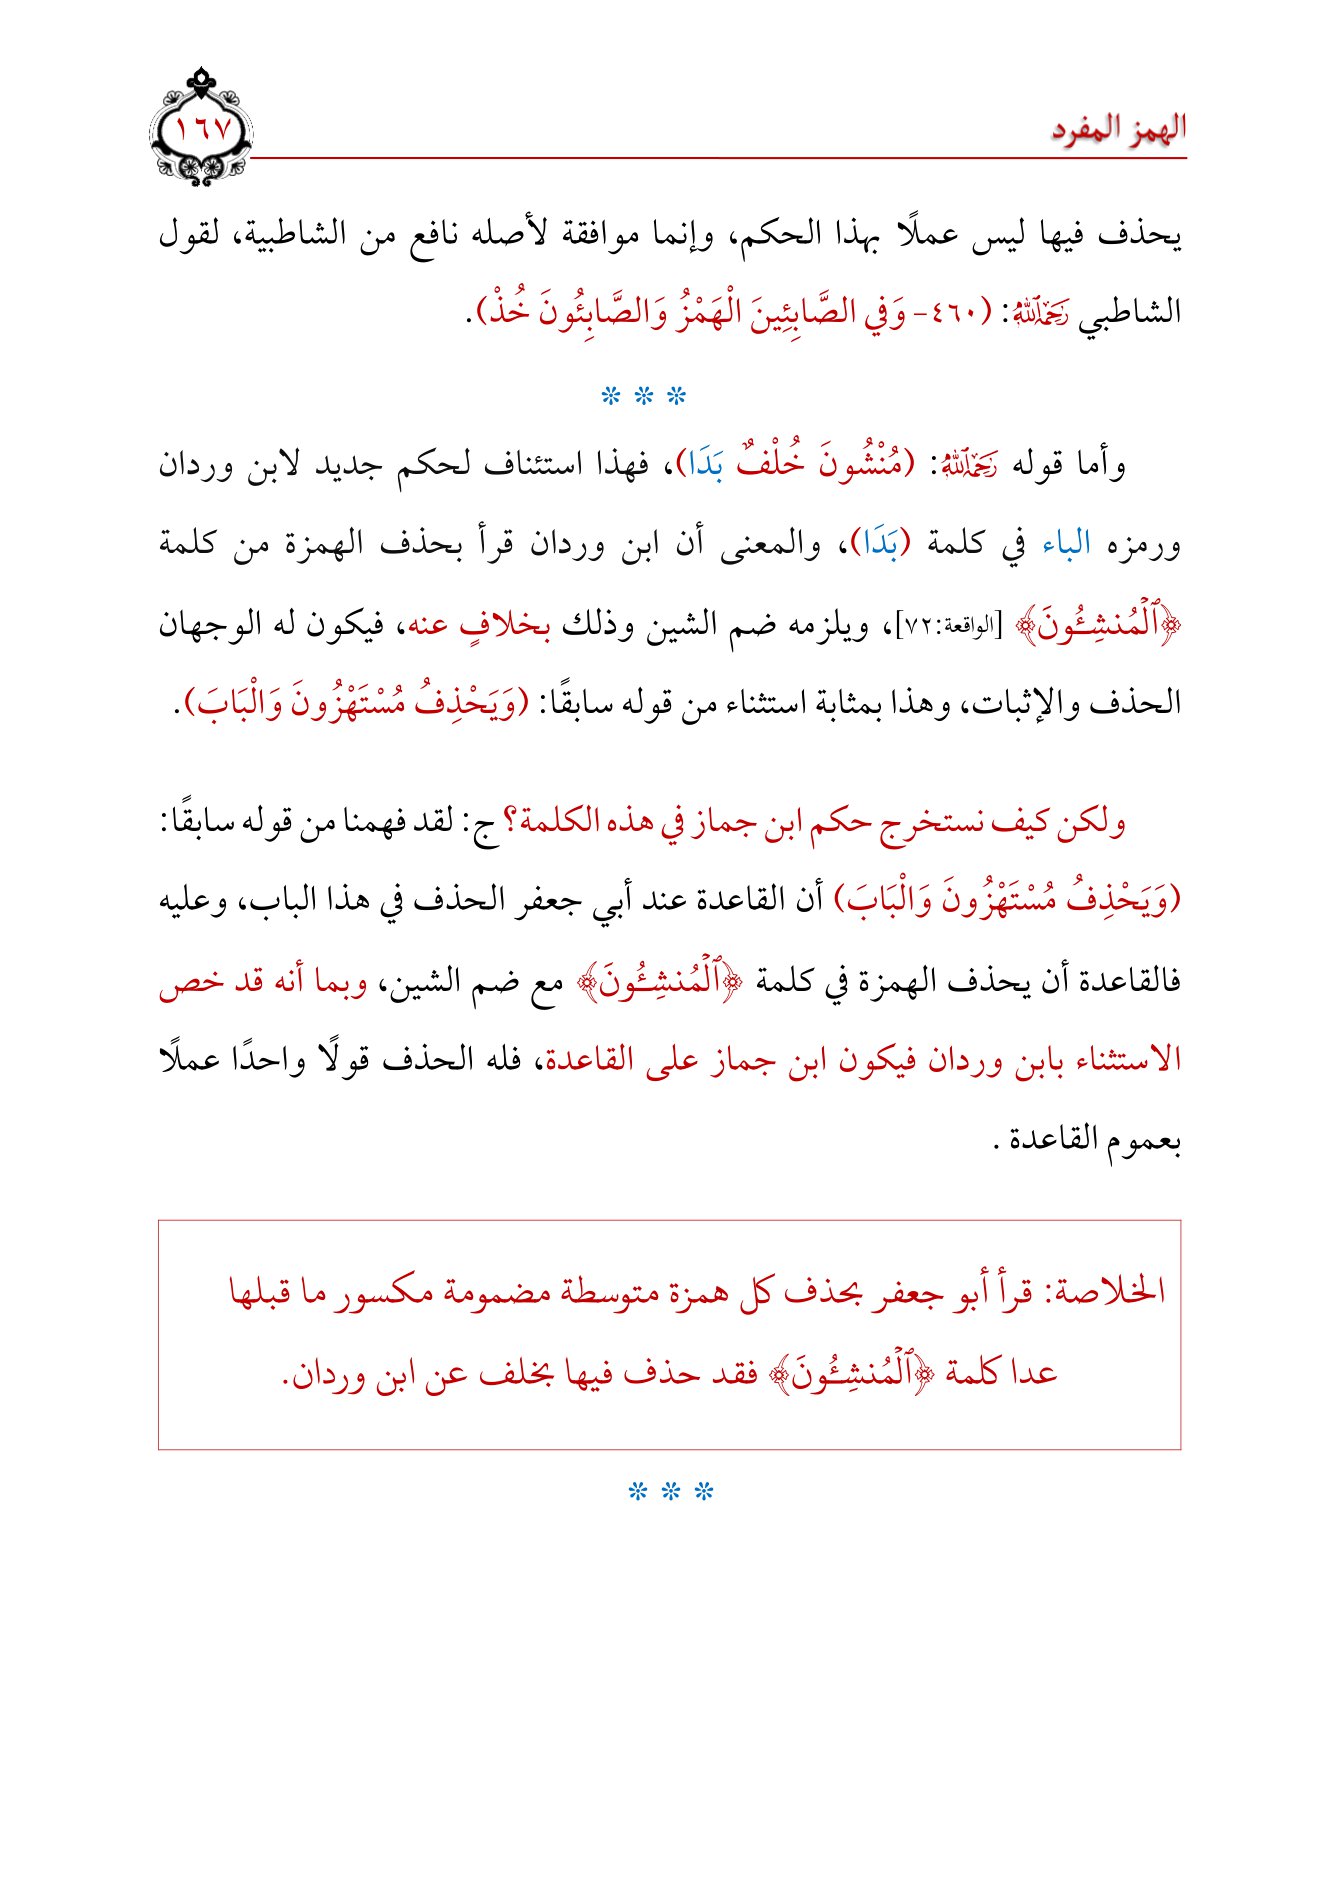 الهمز المفرد
١٦٧
يحذف فيها ليس عملًا بهذا الحكم، وإنما موافقة لأصله نافع من الشاطبية، لقول
الشاطبي رَحِمَهُ ٱللَّهُ: (٤٦٠- وَفي الصَّابِئِينَ الْهَمْزُ وَالصَّابِئُونَ خُذْ).
* * *
وأما قوله رَحِمَهُ ٱللَّهُ: (مُنْشُونَ خُلْفٌ بَدَا)، فهذا استئناف لحكم جديد لابن وردان
ورمزه الباء في كلمة (بَدَا)، والمعنى أن ابن وردان قرأ بحذف الهمزة من كلمة
﴿ٱلۡمُنشِـُٔونَ﴾ [الواقعة:٧٢]، ويلزمه ضم الشين وذلك بخلافٍ عنه، فيكون له الوجهان
الحذف والإثبات، وهذا بمثابة استثناء من قوله سابقًا: (وَيَحْذِفُ مُسْتَهْزُونَ وَالْبَابَ).
ولكن كيف نستخرج حكم ابن جماز في هذه الكلمة؟ ج: لقد فهمنا من قوله سابقًا:
(وَيَحْذِفُ مُسْتَهْزُونَ وَالْبَابَ) أن القاعدة عند أبي جعفر الحذف في هذا الباب، وعليه
فالقاعدة أن يحذف الهمزة في كلمة ﴿ٱلۡمُنشِـُٔونَ﴾ مع ضم الشين، وبما أنه قد خص
الاستثناء بابن وردان فيكون ابن جماز على القاعدة، فله الحذف قولًا واحدًا عملًا
بعموم القاعدة .
الخلاصة: قرأ أبو جعفر بحذف كل همزة متوسطة مضمومة مكسور ما قبلها
عدا كلمة ﴿ٱلۡمُنشِـُٔونَ﴾ فقد حذف فيها بخلف عن ابن وردان.
* * *